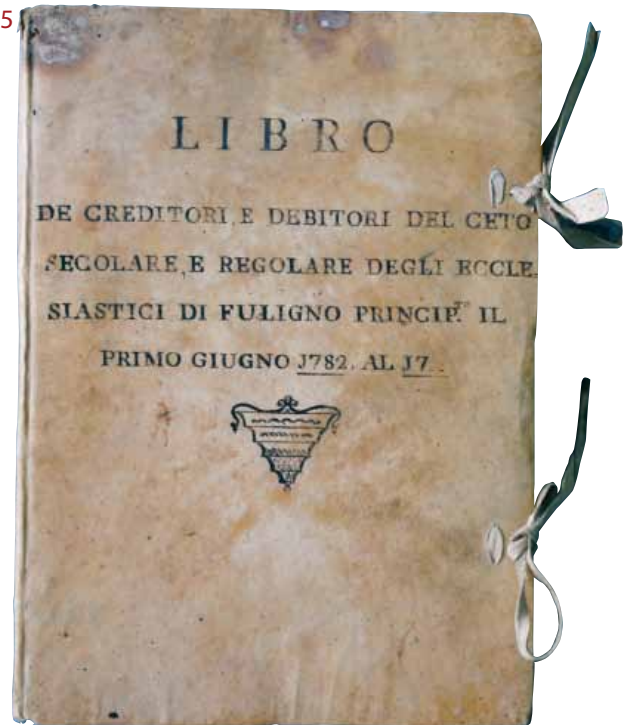 5
LIBRO
DE CREDITORI, E DEBITORI DEL CETO
SECOLARE, E REGOLARE DEGLI ECCLE.
SIASTICI DI FULIGNO PRINCIP.TO IL
PRIMO GIUGNO J782. AL J7 .